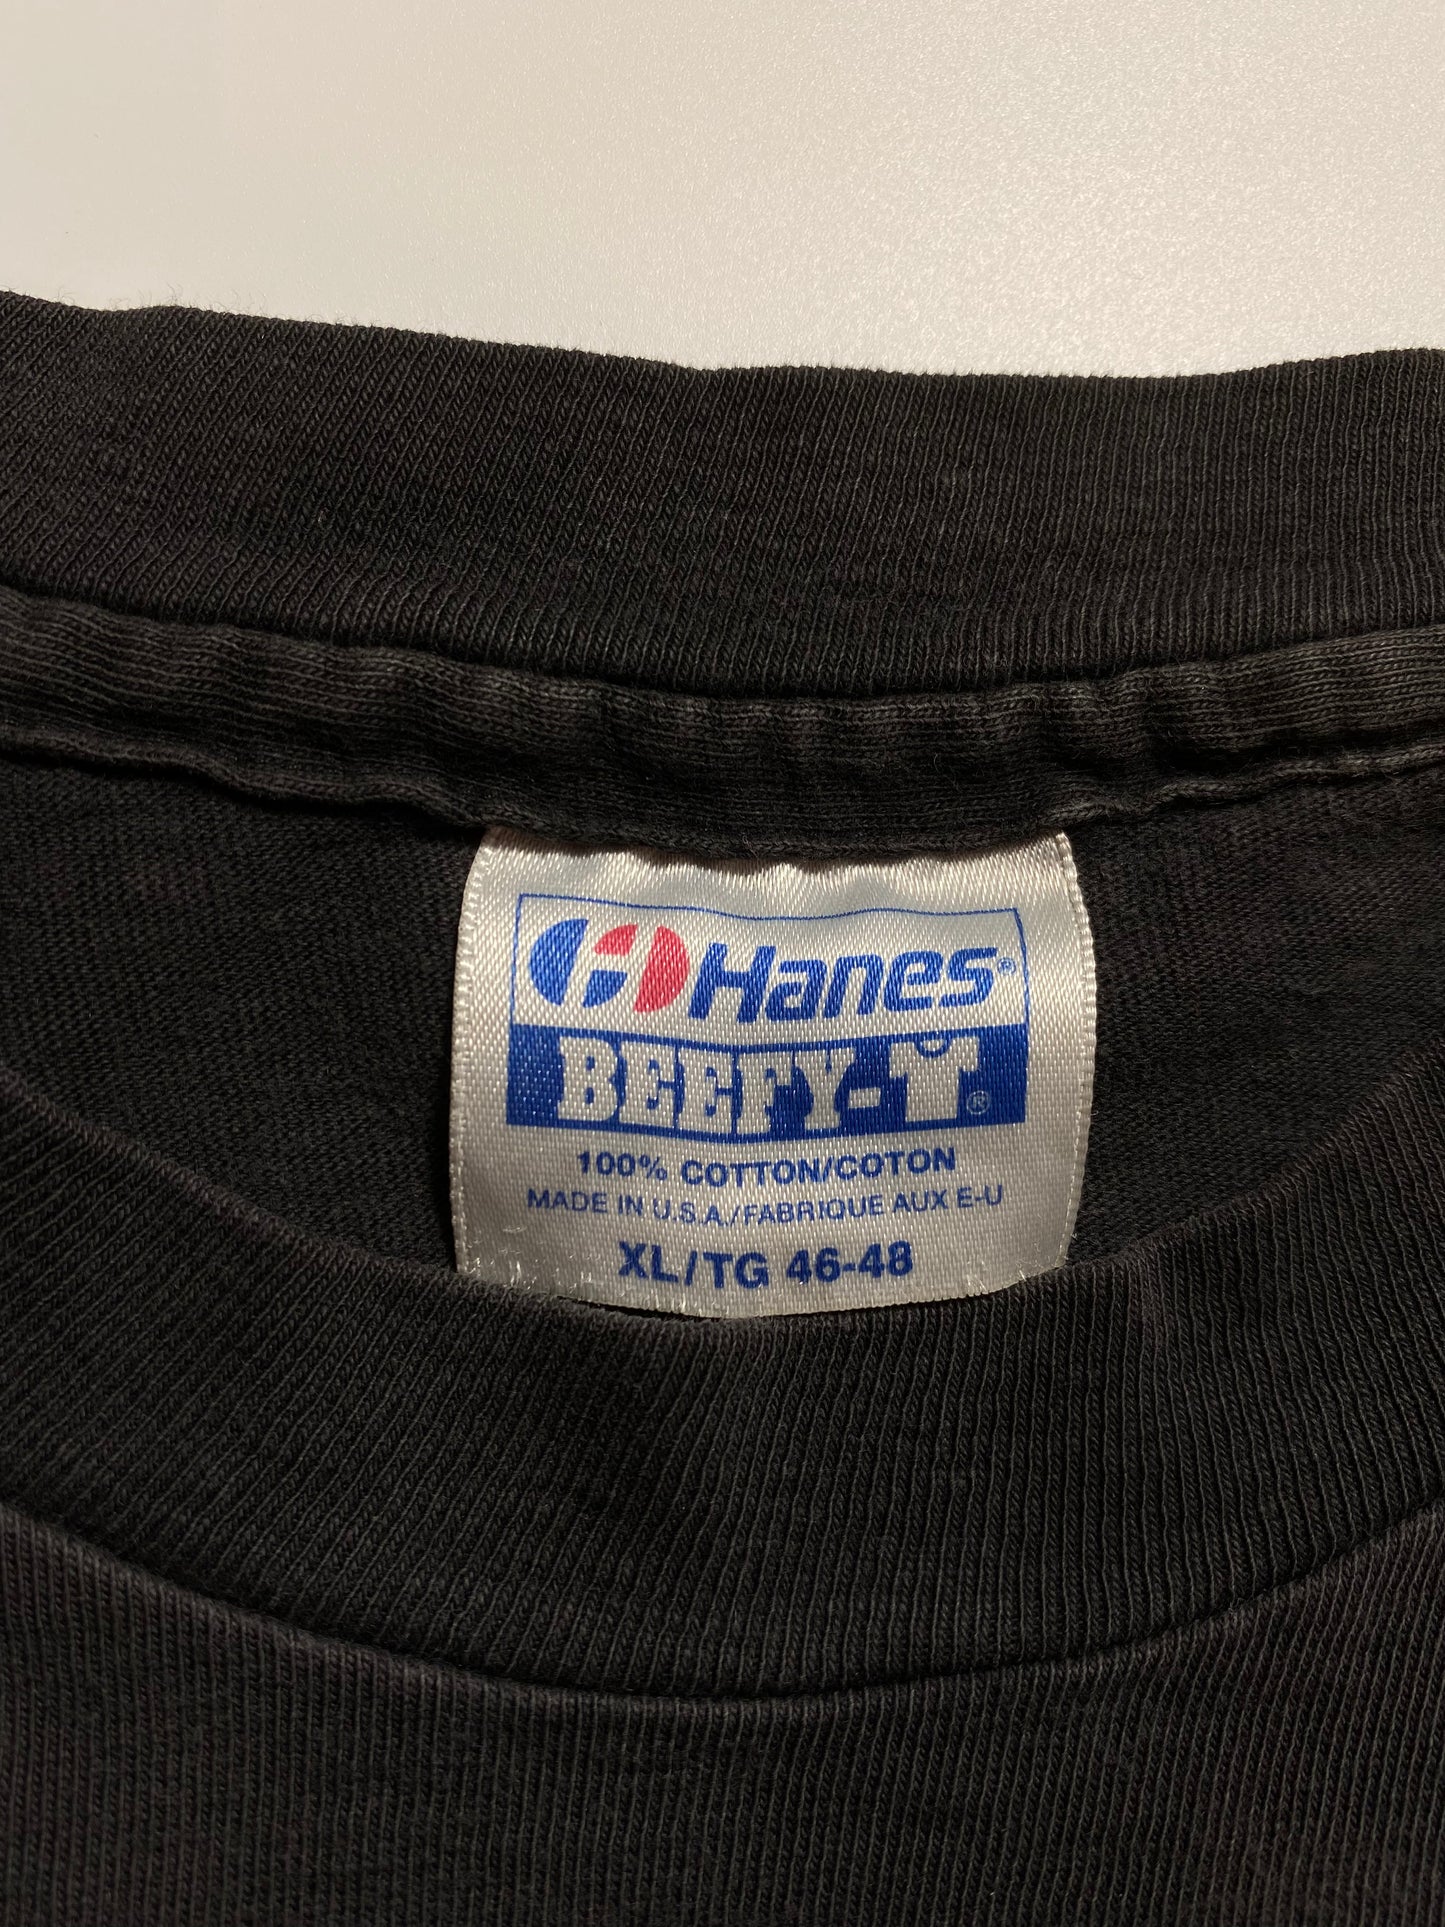 Hanes®
BEEFY-T®
100% COTTON/COTON
MADE IN U.S.A./FABRIQUE AUX E-U
XL/TG 46-48